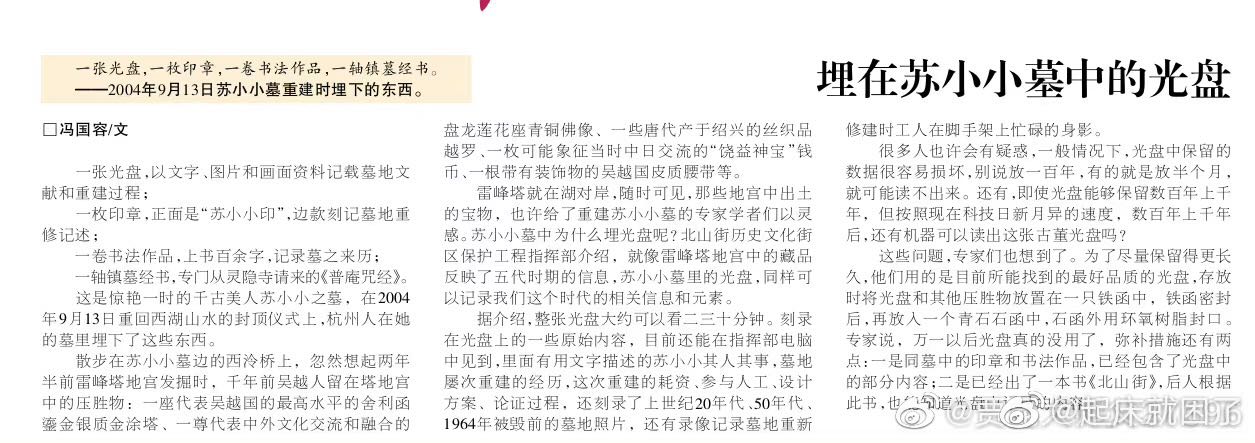 一张光盘,一枚印章,一卷书法作品,一轴镇墓经书。
——2004年9月13日苏小小墓重建时埋下的东西。
埋在苏小小墓中的光盘
□冯国容/文
一张光盘,以文字、图片和画面资料记载墓地文
献和重建过程;
一枚印章,正面是“苏小小印”,边款刻记墓地重
修记述;
一卷书法作品,上书百余字,记录墓之来历;
一轴镇墓经书,专门从灵隐寺请来的《普庵咒经》。
这是惊艳一时的千古美人苏小小之墓，在2004
年9月13日重回西湖山水的封顶仪式上,杭州人在她
的墓里埋下了这些东西。
散步在苏小小墓边的西泠桥上，忽然想起两年
半前雷峰塔地宫发掘时，千年前吴越人留在塔地宫
中的压胜物：一座代表吴越国的最高水平的舍利函
鎏金银质金涂塔、一尊代表中外文化交流和融合的
盘龙莲花座青铜佛像、一些唐代产于绍兴的丝织品
越罗、一枚可能象征当时中日交流的“饶益神宝”钱
币、一根带有装饰物的吴越国皮质腰带等。
雷峰塔就在湖对岸,随时可见,那些地宫中出土
的宝物，也许给了重建苏小小墓的专家学者们以灵
感。苏小小墓中为什么埋光盘呢?北山街历史文化街
区保护工程指挥部介绍，就像雷峰塔地宫中的藏品
反映了五代时期的信息,苏小小墓里的光盘,同样可
以记录我们这个时代的相关信息和元素。
据介绍,整张光盘大约可以看二三十分钟。刻录
在光盘上的一些原始内容，目前还能在指挥部电脑
中见到,里面有用文字描述的苏小小其人其事,墓地
屡次重建的经历,这次重建的耗资、参与人工、设计
方案、论证过程，还刻录了上世纪20年代、50年代、
1964年被毁前的墓地照片，还有录像记录墓地重新
修建时工人在脚手架上忙碌的身影。
很多人也许会有疑惑,一般情况下,光盘中保留的
数据很容易损坏,别说放一百年,有的就是放半个月,
就可能读不出来。还有,即使光盘能够保留数百年上千
年，但按照现在科技日新月异的速度，数百年上千年
后,还有机器可以读出这张古董光盘吗?
这些问题,专家们也想到了。为了尽量保留得更长
久,他们用的是目前所能找到的最好品质的光盘,存放
时将光盘和其他压胜物放置在一只铁函中，铁函密封
后,再放入一个青石石函中,石函外用环氧树脂封口。
专家说，万一以后光盘真的没用了，弥补措施还有两
点:一是同墓中的印章和书法作品,已经包含了光盘中
的部分内容;二是已经出了一本书《北山街》,后人根据
此书,也
@起床就困96